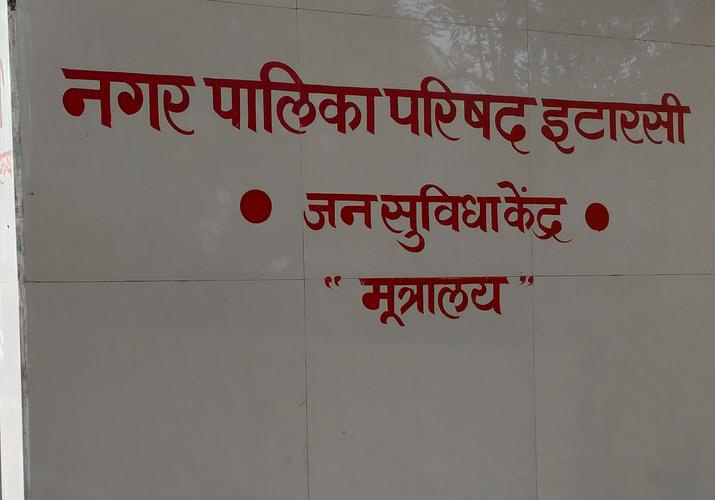 नगर पालिका परिषद इटारसी
• जन सुविधा केंद्र •
" मूत्रालय "